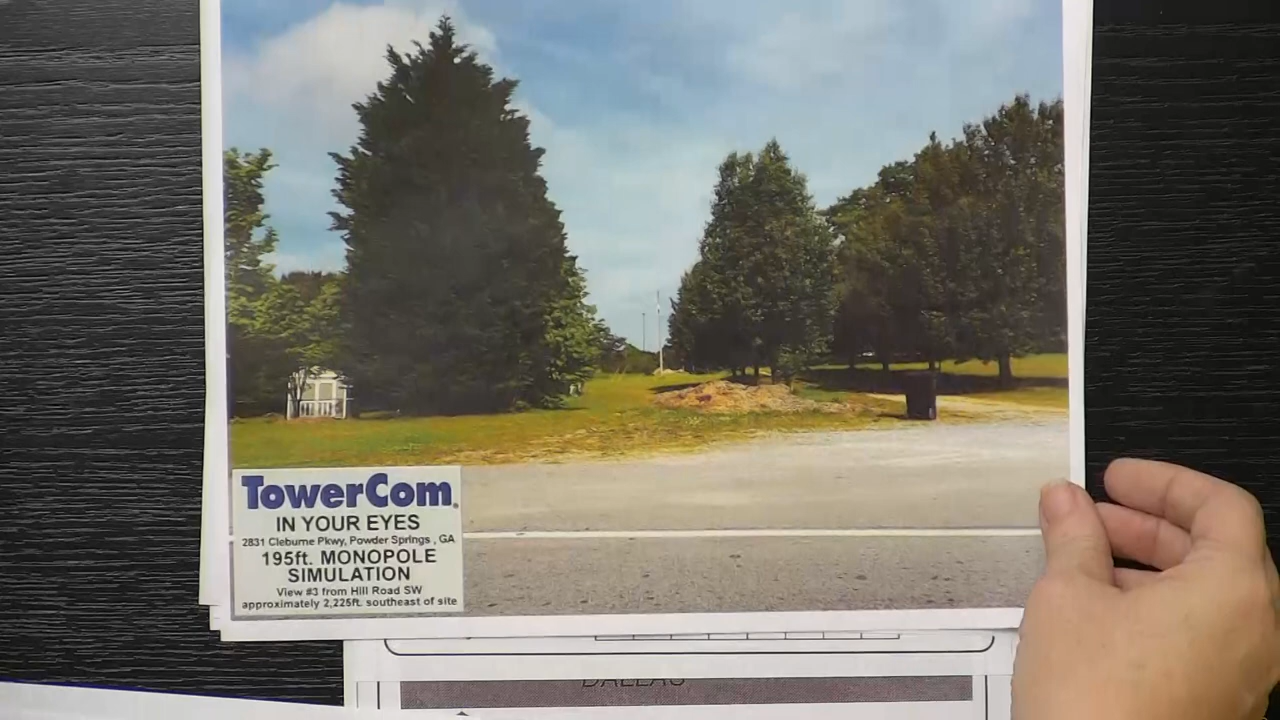 TowerCom.
IN YOUR EYES
2831 Cleburne Pkwy, Powder Springs , GA
195ft. MONOPOLE
SIMULATION
View #3 from Hill Road SW
approximately 2,225ft. southeast of site
DALLAS